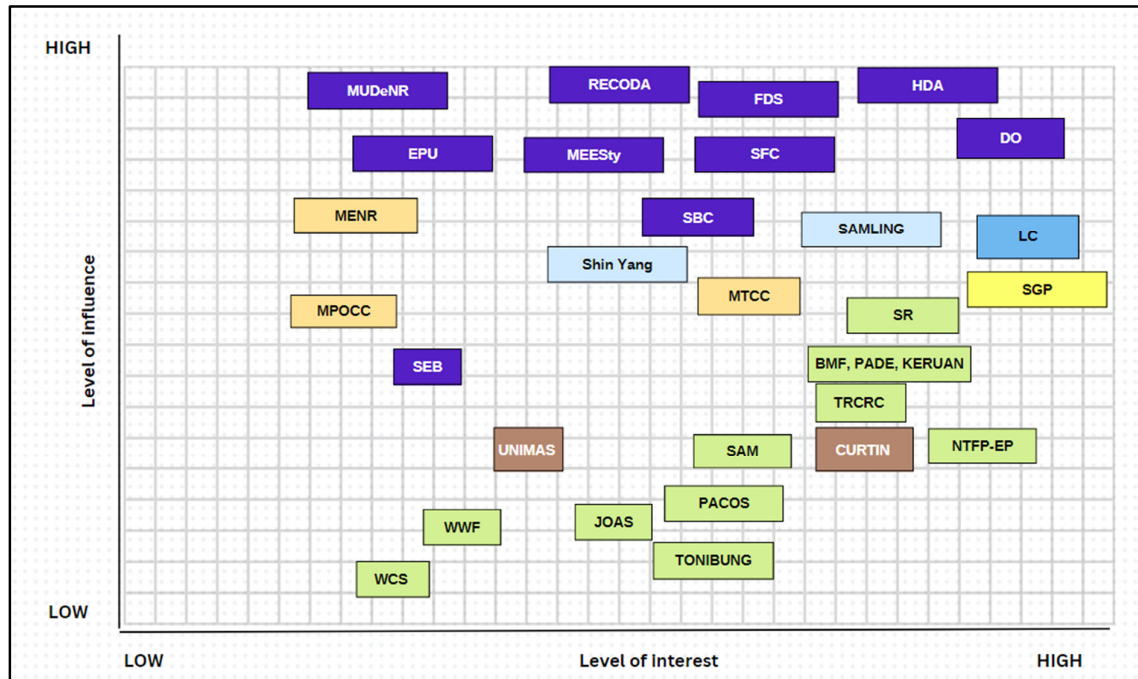 HIGH
RECODA
HDA
MUDeNR
FDS
DO
EPU
MEESty
SFC
MENR
SBC
SAMLING
LC
Shin Yang
SGP
MTCC
MPOCC
SR
Level of Influence
SEB
BMF, PADE, KERUAN
TRCRC
UNIMAS
SAM
CURTIN
NTFP-EP
PACOS
WWF
JOAS
TONIBUNG
WCS
LOW
LOW
Level of Interest
HIGH